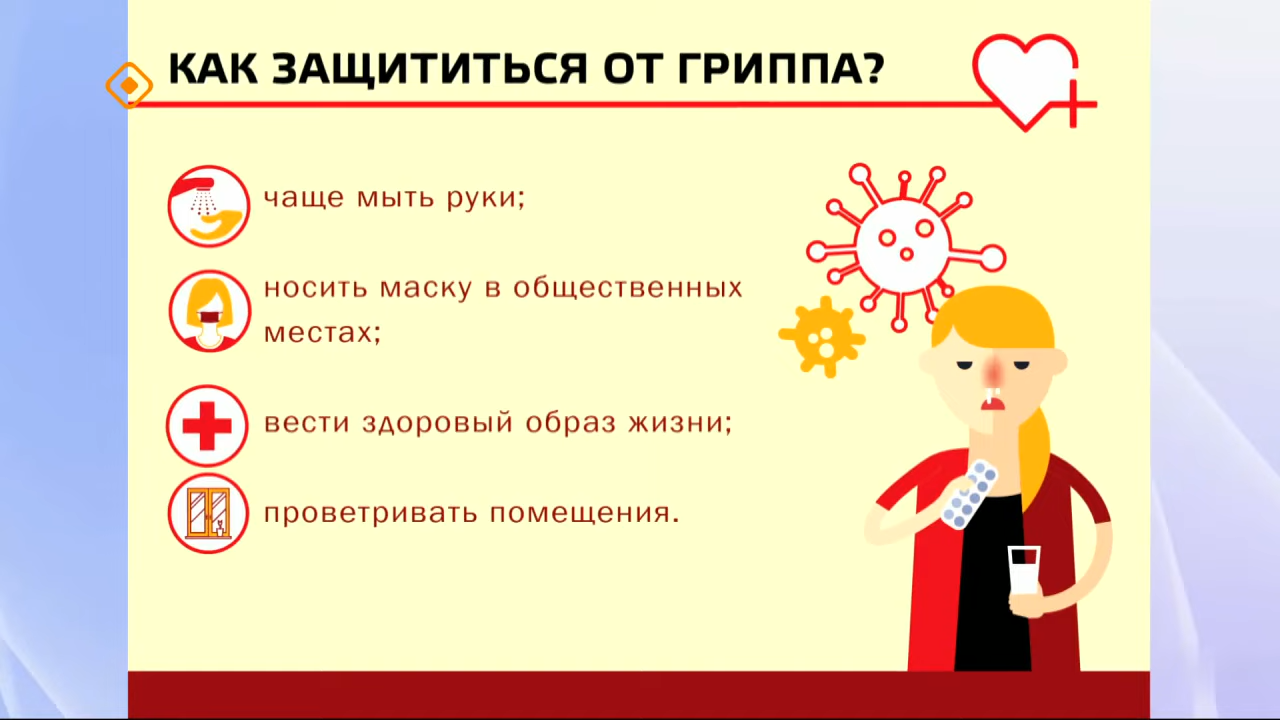 КАК ЗАЩИТИТЬСЯ ОТ ГРИППА?
чаще мыть руки;
носить маску в общественных
местах;
вести здоровый образ жизни;
проветривать помещения.